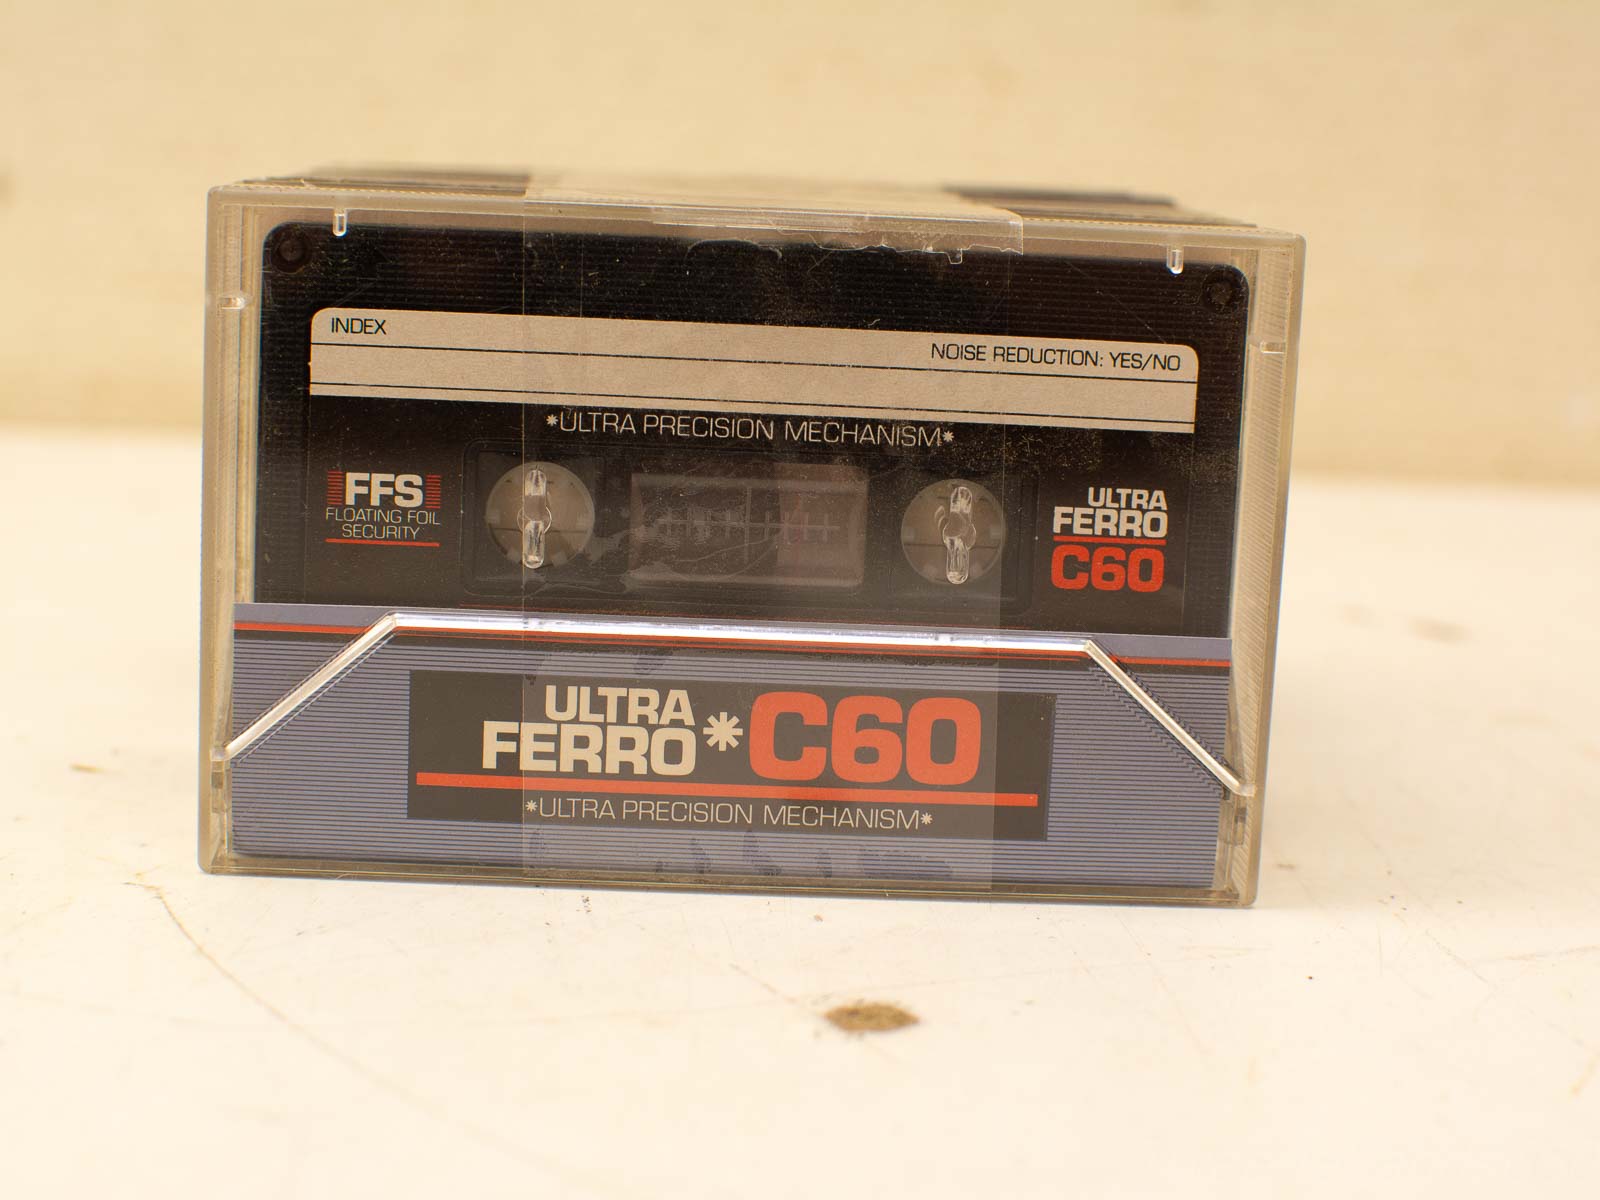 INDEX
NOISE REDUCTION: YES/NO
*ULTRA PRECISION MECHANISM*
FFS
FLOATING FOIL
SECURITY
ULTRA
FERRO
C60
ULTRA
FERRO*C60
*ULTRA PRECISION MECHANISM*